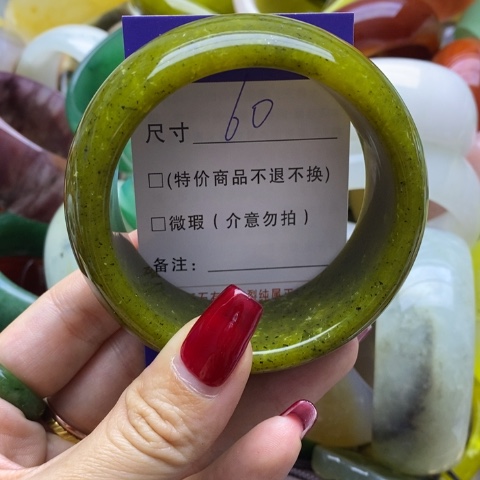 尺寸 60
□(特价商品不退不换)
□微瑕(介意勿拍)
备注: